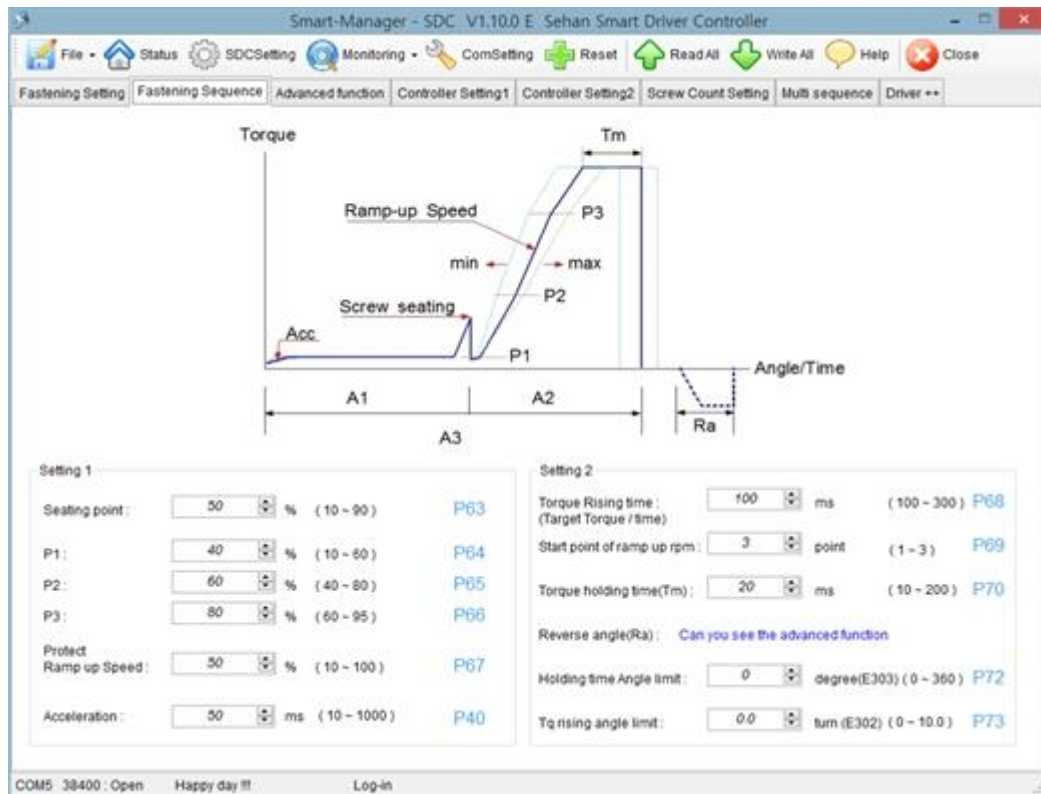 Smart-Manager - SDC V1.10.0 E Sehan Smart Driver Controller
File Status SDCSetting Monitoring ComSetting Reset Read All Write All Help Close
Fastening Setting Fastening Sequence Advanced function Controller Setting1 Controller Setting2 Screw Count Setting Multi sequence Driver ++
Torque
Tm
Ramp-up Speed
P3
min
max
P2
Screw seating
Acc
P1
Angle/Time
A1
A2
Ra
A3
Setting 1
Seating point : 50 % ( 10 ~ 90 ) P63
P1 : 40 % ( 10 ~ 60 ) P64
P2 : 60 % ( 40 ~ 80 ) P65
P3 : 80 % ( 60 ~ 95 ) P66
Protect
Ramp up Speed : 50 % ( 10 ~ 100 ) P67
Acceleration : 50 ms ( 10 ~ 1000 ) P40
Setting 2
Torque Rising time : 100 ms ( 100 ~ 300 ) P68
(Target Torque / time)
Start point of ramp up rpm : 3 point ( 1 ~ 3 ) P69
Torque holding time(Tm) : 20 ms ( 10 ~ 200 ) P70
Reverse angle(Ra) : Can you see the advanced function
Holding time Angle limit : 0 degree(E303) ( 0 ~ 360 ) P72
Tq rising angle limit : 0.0 turn (E302) ( 0 ~ 10.0 ) P73
COM5 38400 : Open Happy day !!! Log-in